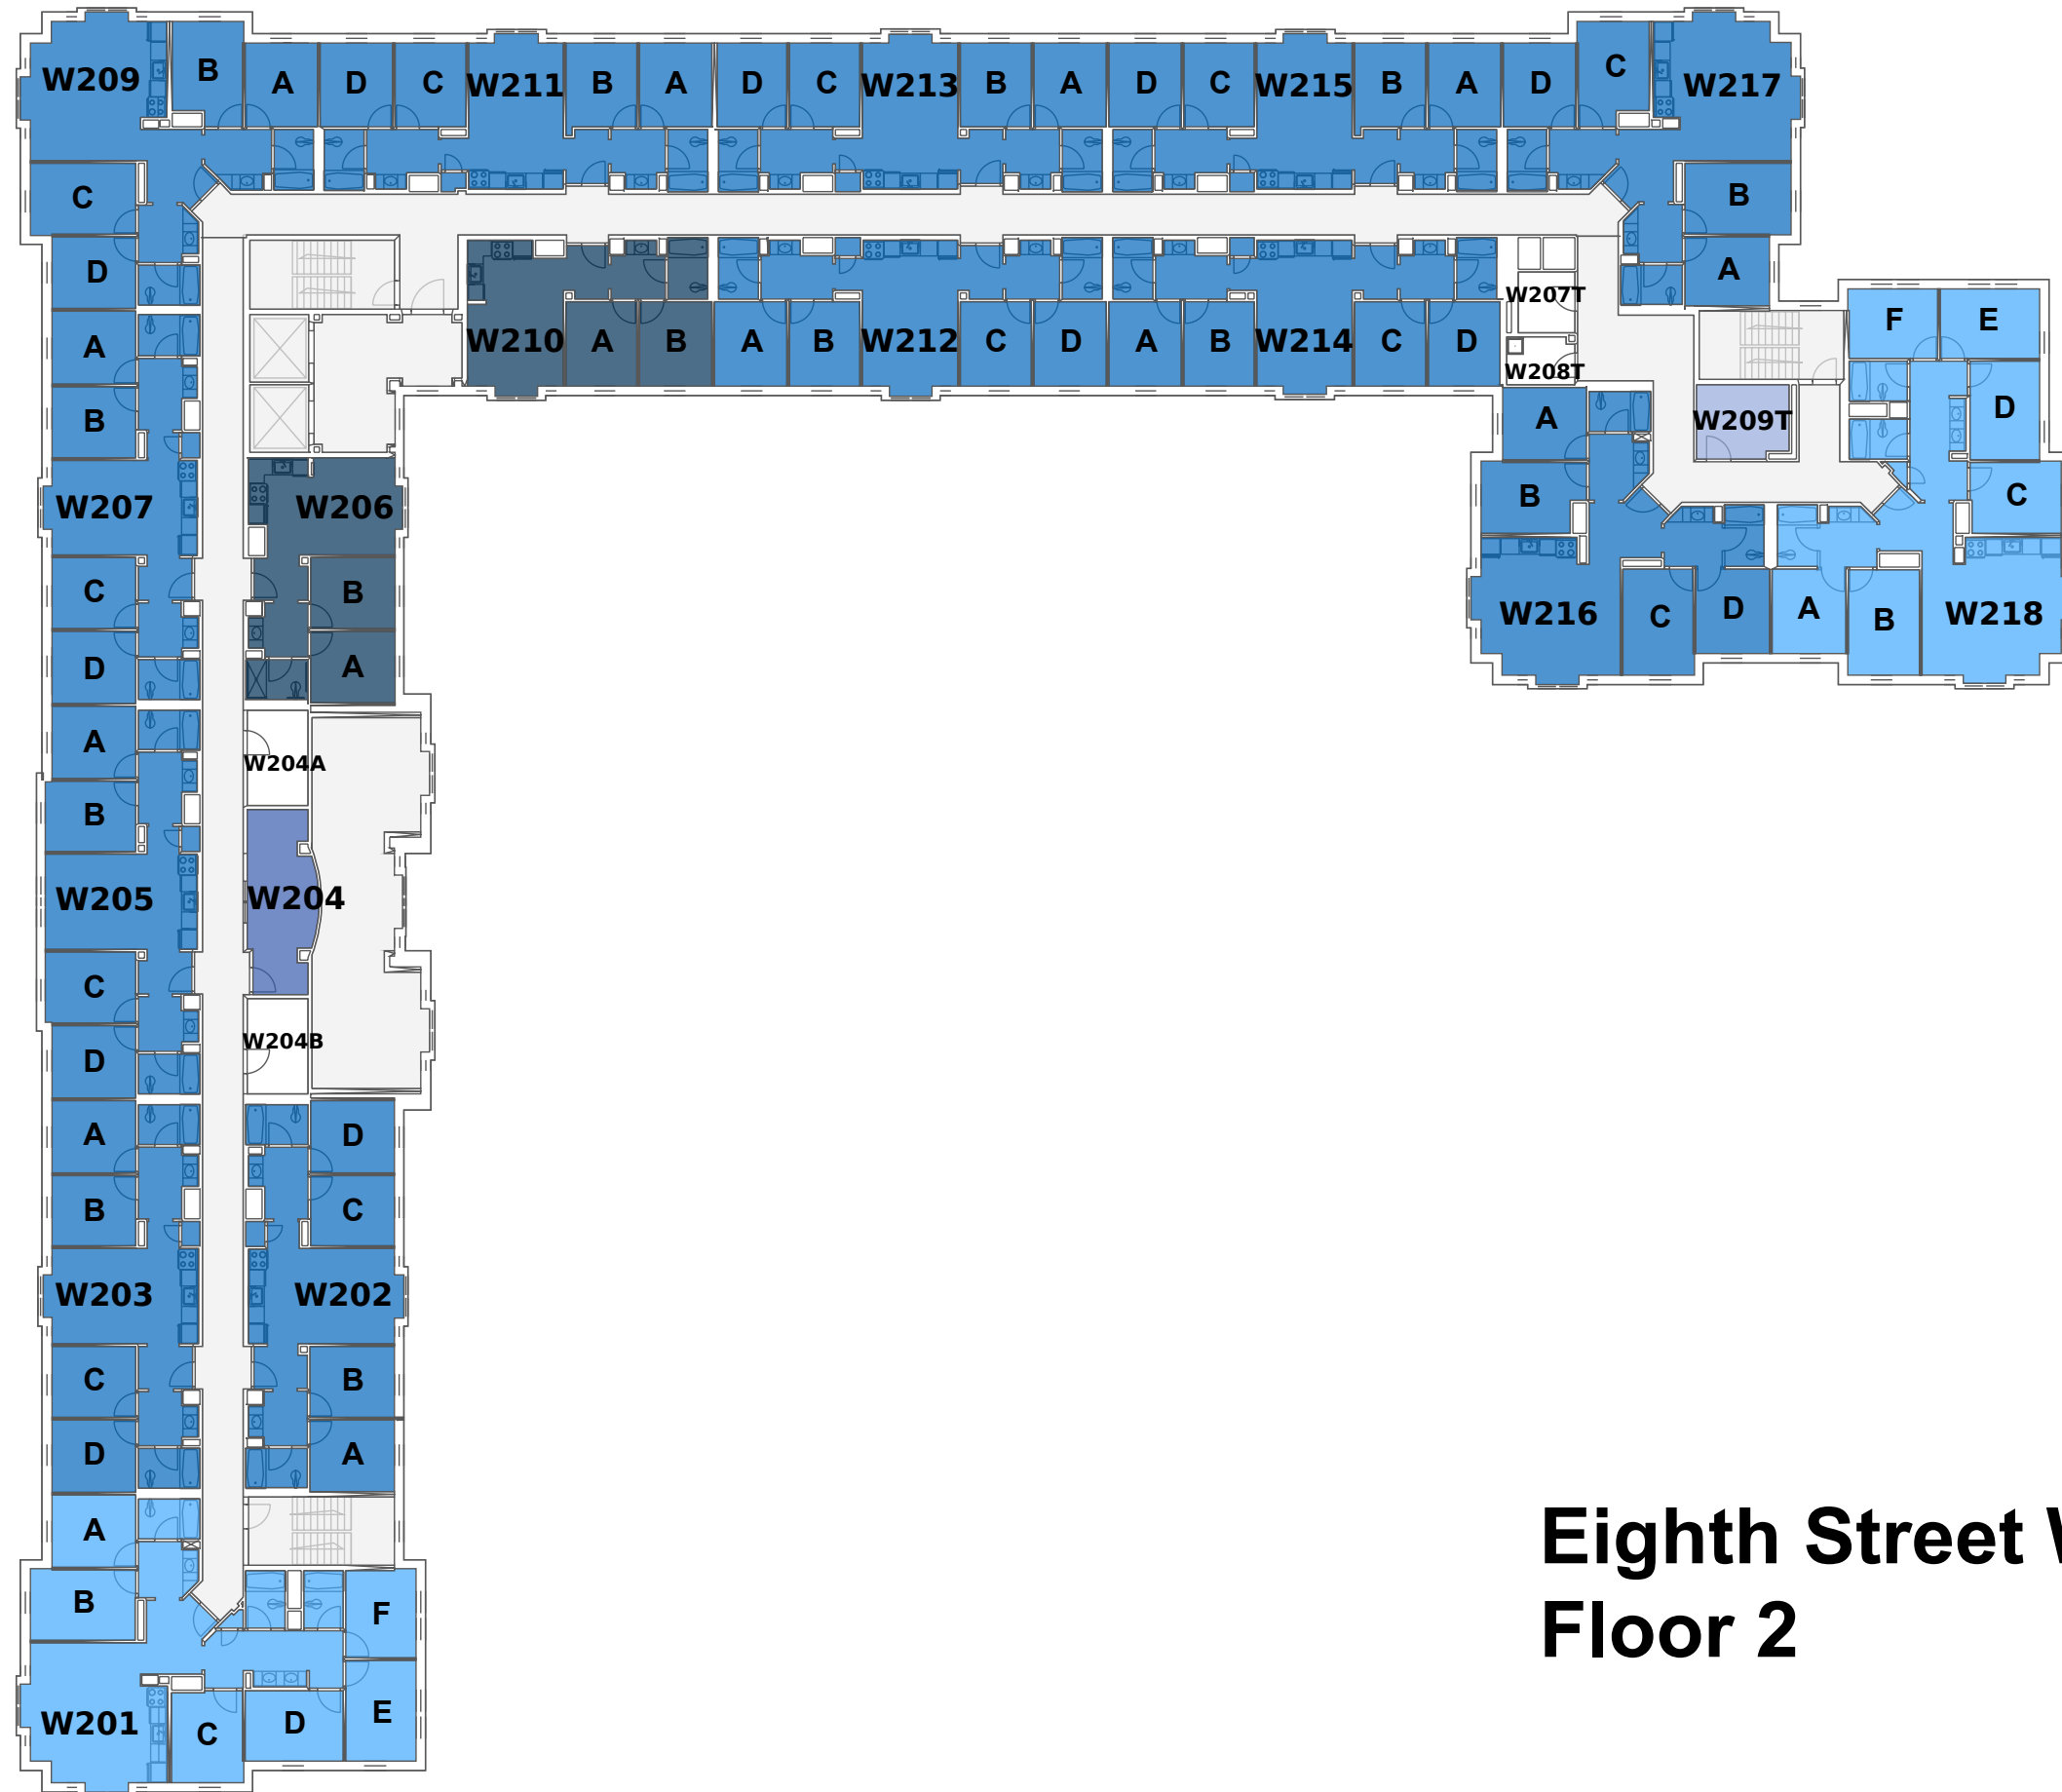 W209 B A D C W211 B A D C W213 B A D C W215 B A D C W217
C B
D A
W207T F E
A W210 A B A B W212 C D A B W214 C D
W208T
B A W209T D
W207 W206 B C
C B W216 C D A B W218
D A
A
W204A
B
W205 W204
C
W204B
D
A D
B C
W203 W202
C B
D A
A
B F
W201 C D E
Eighth Street
Floor 2